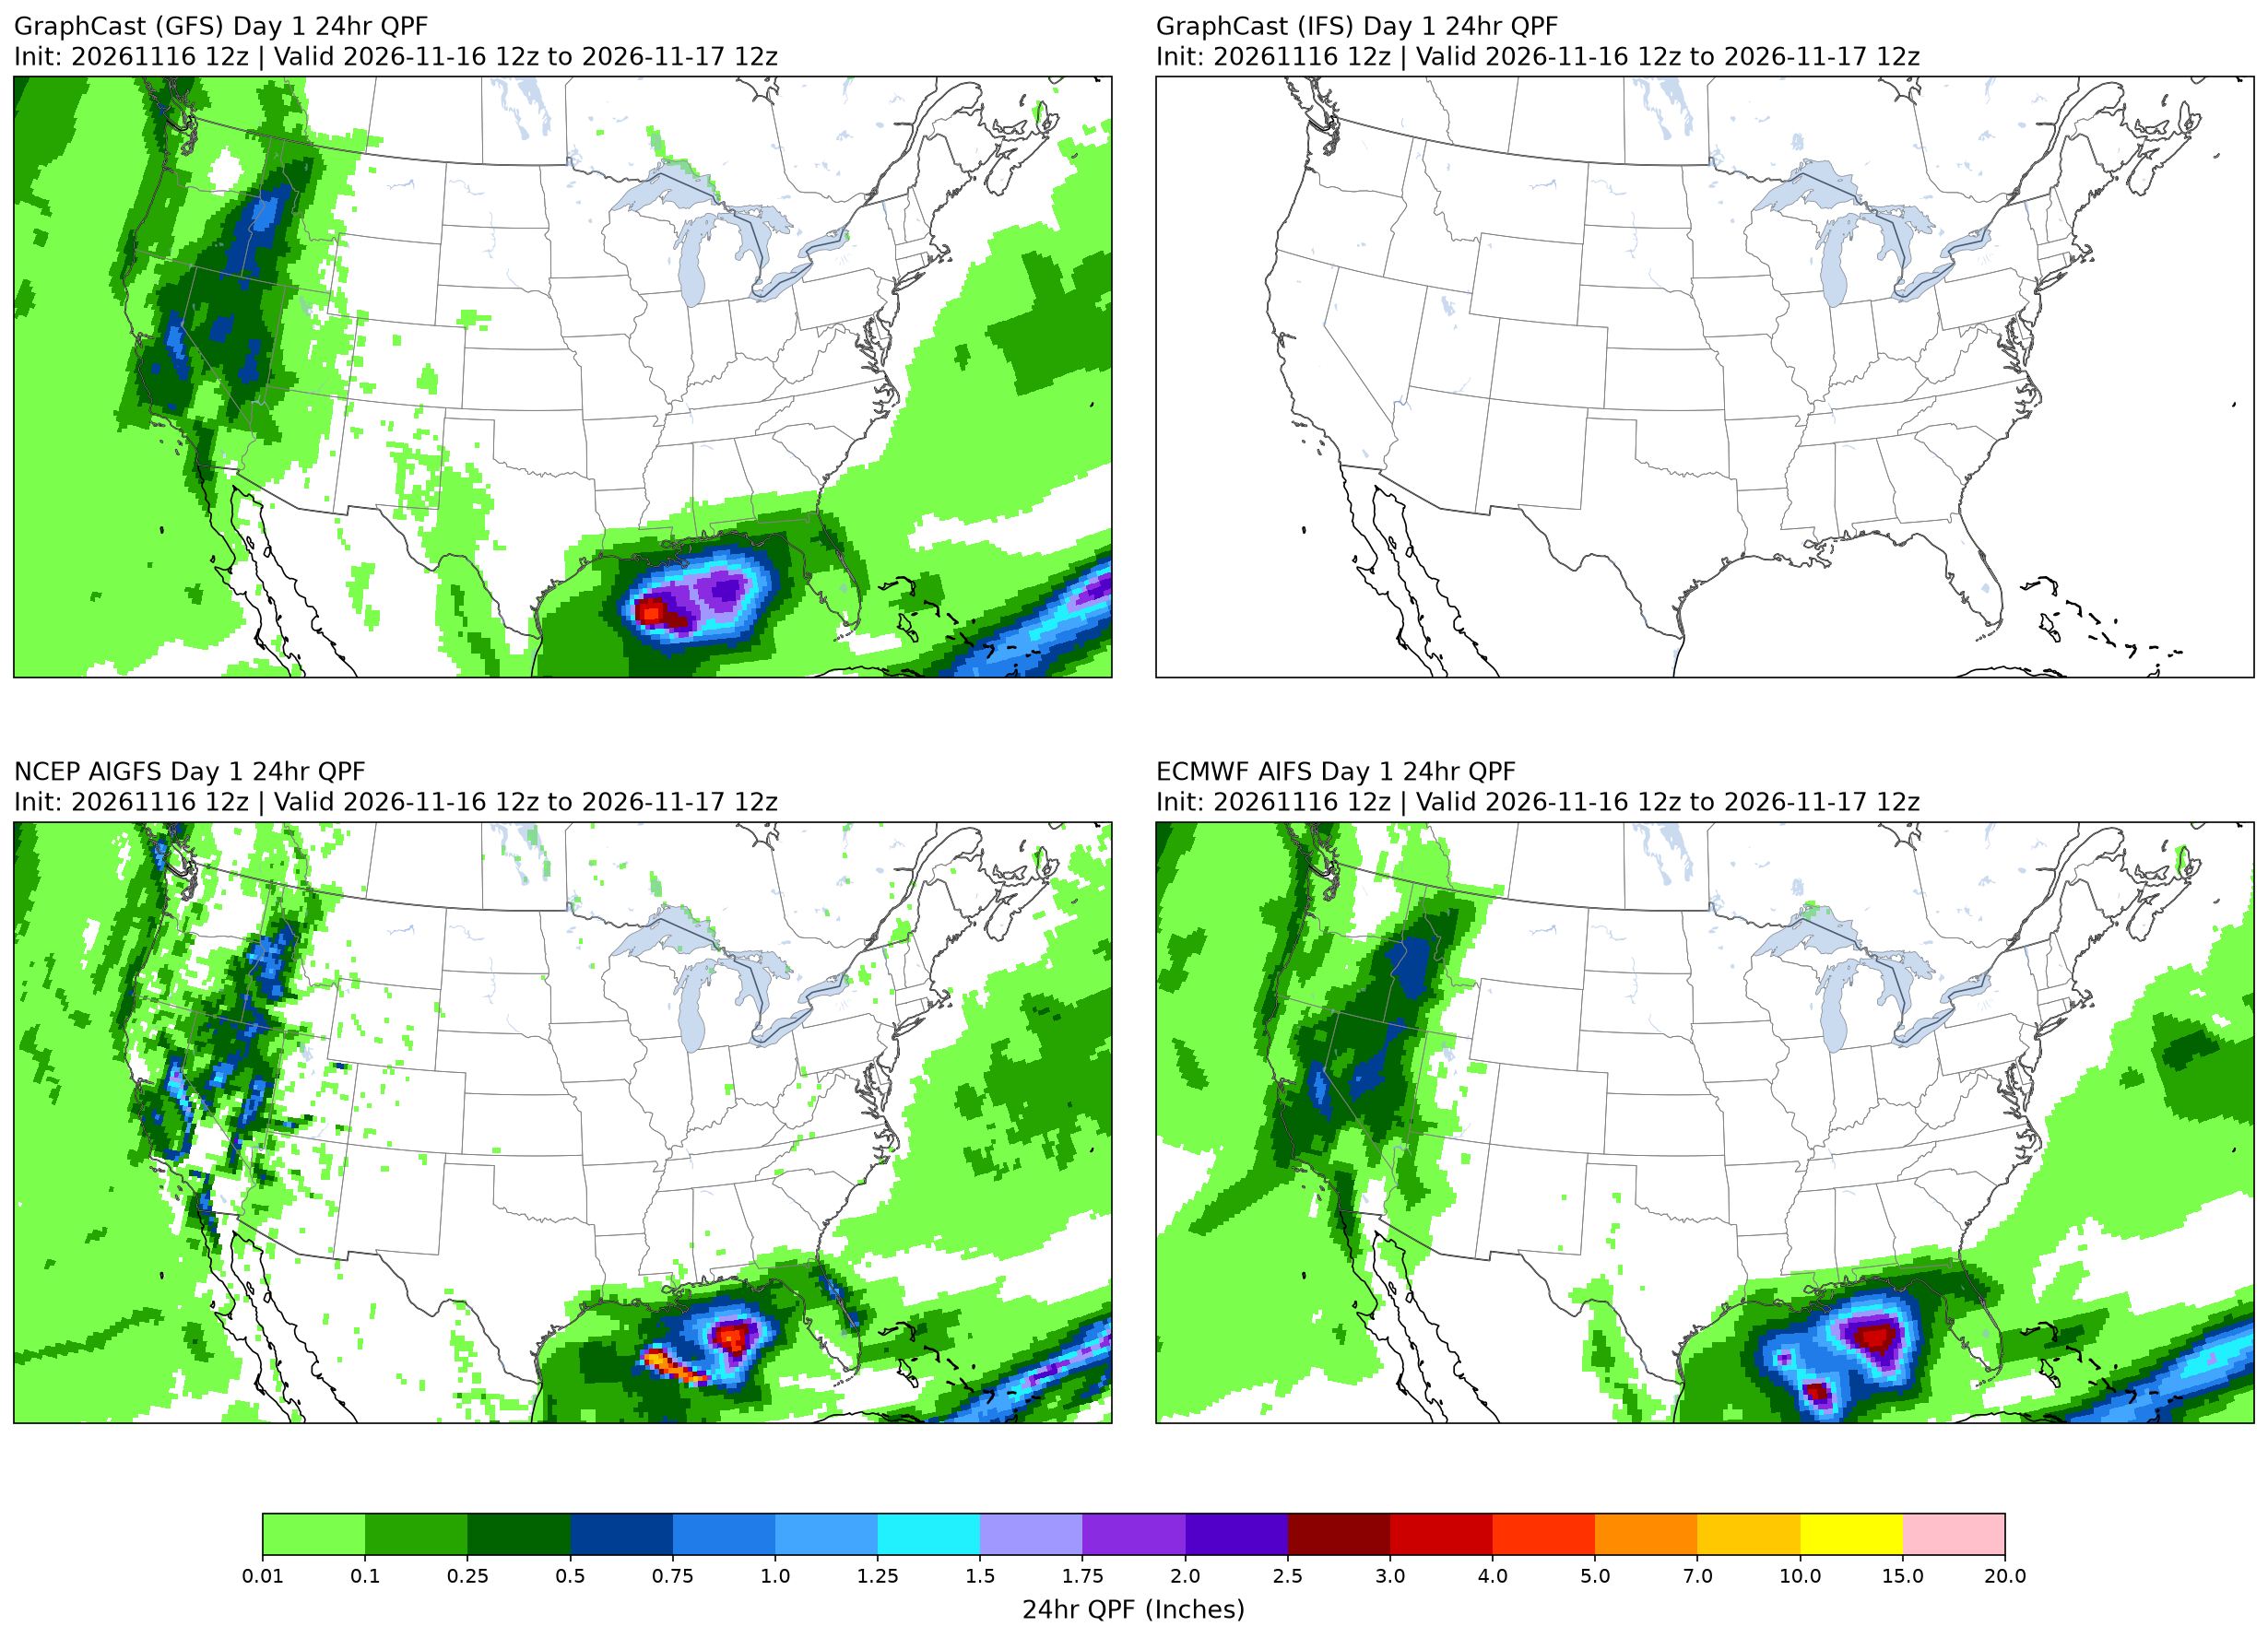 GraphCast (GFS) Day 1 24hr QPF
Init: 20261116 12z | Valid 2026-11-16 12z to 2026-11-17 12z
GraphCast (IFS) Day 1 24hr QPF
Init: 20261116 12z | Valid 2026-11-16 12z to 2026-11-17 12z
NCEP AIGFS Day 1 24hr QPF
Init: 20261116 12z | Valid 2026-11-16 12z to 2026-11-17 12z
ECMWF AIFS Day 1 24hr QPF
Init: 20261116 12z | Valid 2026-11-16 12z to 2026-11-17 12z
0.01 0.1 0.25 0.5 0.75 1.0 1.25 1.5 1.75 2.0 2.5 3.0 4.0 5.0 7.0 10.0 15.0 20.0
24hr QPF (Inches)